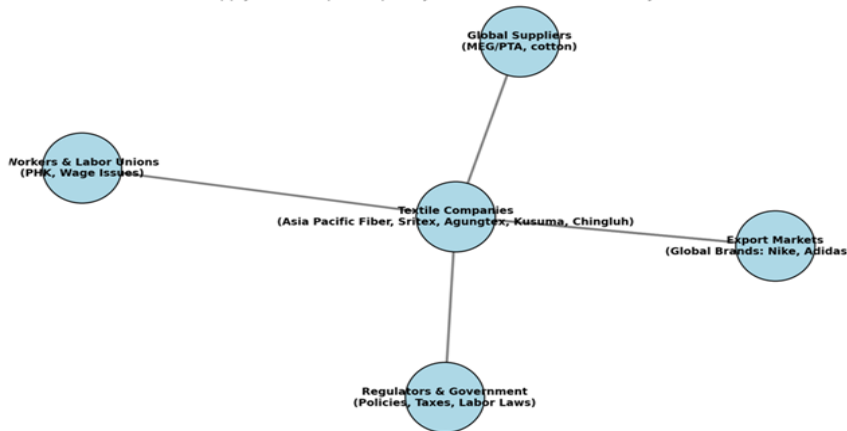 Global Suppliers
(MEG/PTA, cotton)
Workers & Labor Unions
(PHK, Wage Issues)
Textile Companies
(Asia Pacific Fiber, Sritex, Agungtex, Kusuma, Chingluh)
Export Markets
(Global Brands: Nike, Adidas
Regulators & Government
(Policies, Taxes, Labor Laws)